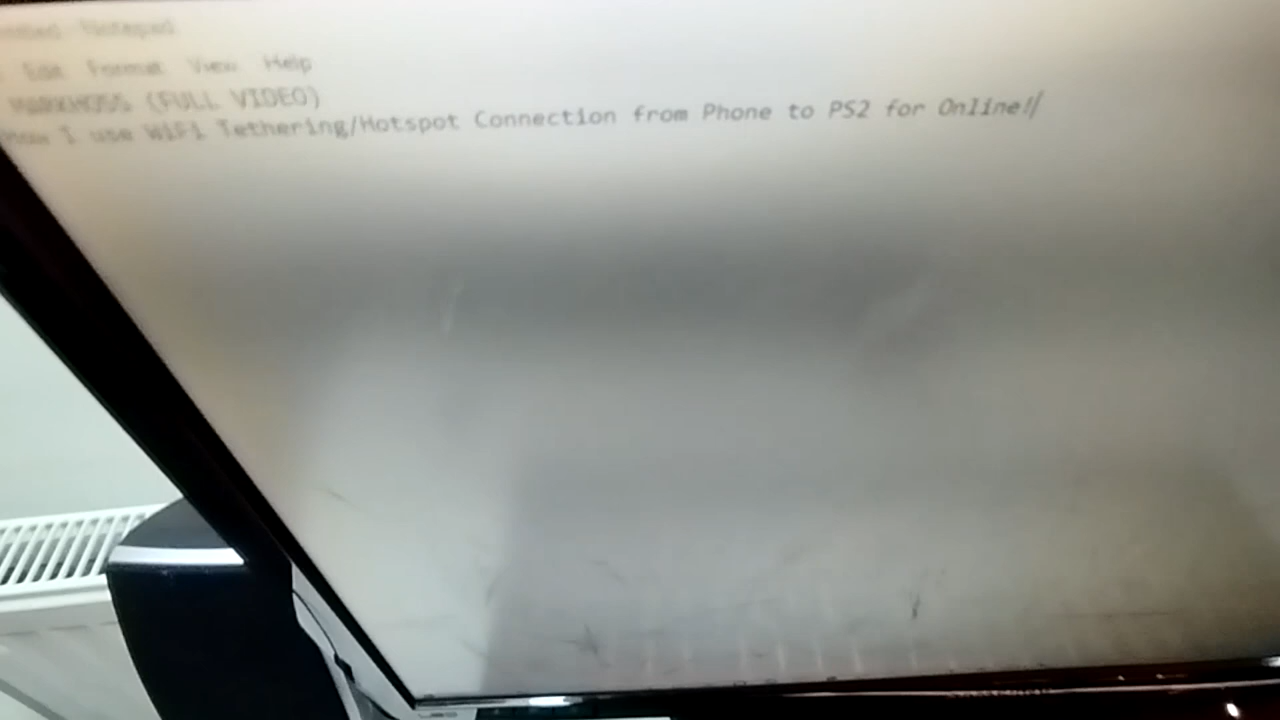 Notepad
Edit Format View Help
MARKHOSS (FULL VIDEO)
How I use WiFi Tethering/Hotspot Connection from Phone to PS2 for Online!